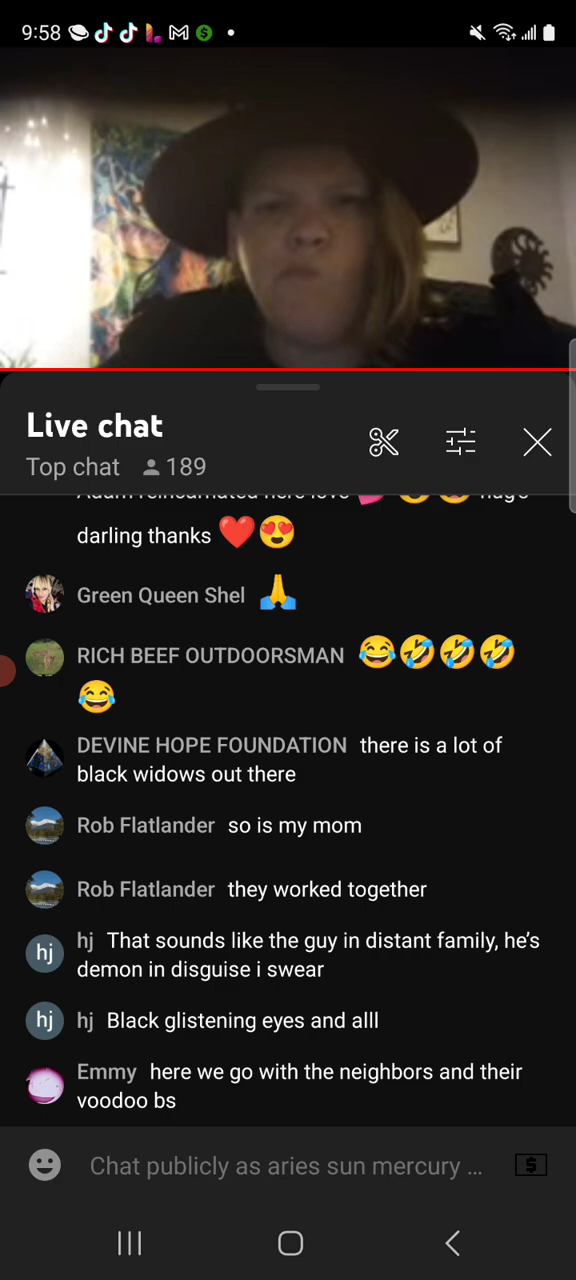 9:58
Live chat
Top chat 189
darling thanks ❤️😍
Green Queen Shel 🙏
RICH BEEF OUTDOORSMAN 😂🤣🤣🤣
😂
DEVINE HOPE FOUNDATION there is a lot of
black widows out there
Rob Flatlander so is my mom
Rob Flatlander they worked together
hj hj That sounds like the guy in distant family, he's
demon in disguise i swear
hj hj Black glistening eyes and alll
Emmy here we go with the neighbors and their
voodoo bs
Chat publicly as aries sun mercury ...